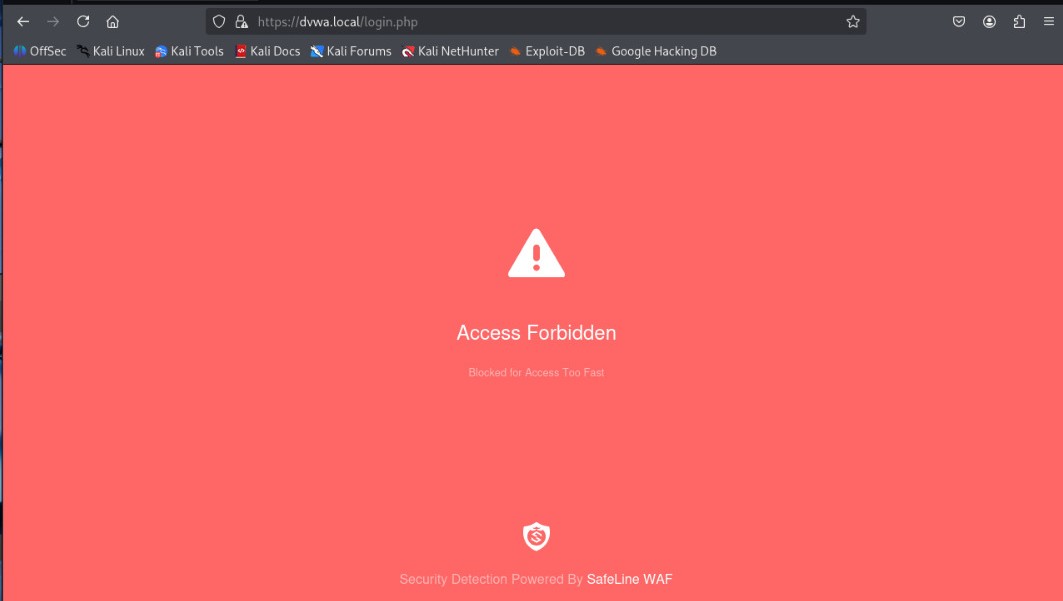 https://dvwa.local/login.php
OffSec Kali Linux Kali Tools Kali Docs Kali Forums Kali NetHunter Exploit-DB Google Hacking DB
Access Forbidden
Blocked for Access Too Fast
Security Detection Powered By SafeLine WAF